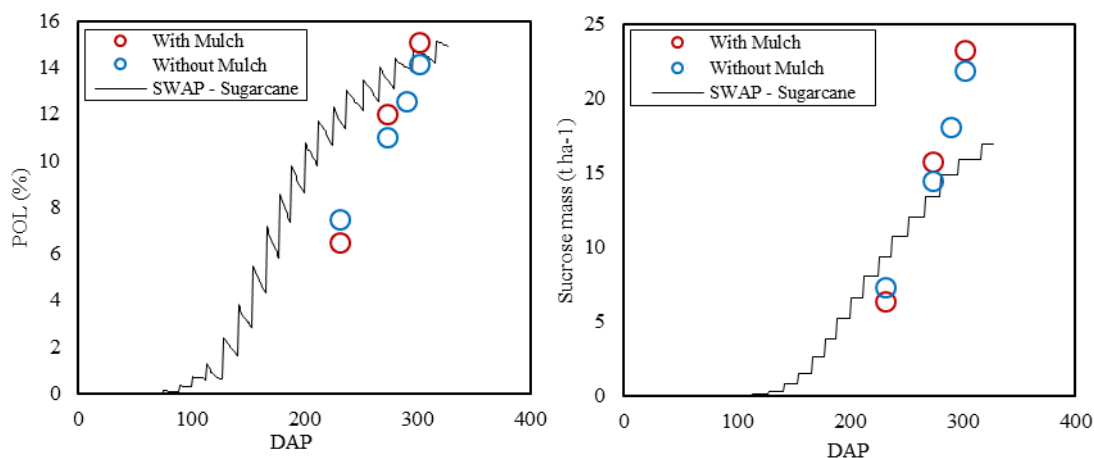 16
14
12
10
8
6
4
2
0
POL (%)
With Mulch
Without Mulch
SWAP - Sugarcane
0
100
200
300
400
DAP
25
20
15
10
5
0
Sucrose mass (t ha-1)
With Mulch
Without Mulch
SWAP - Sugarcane
0
100
200
300
400
DAP